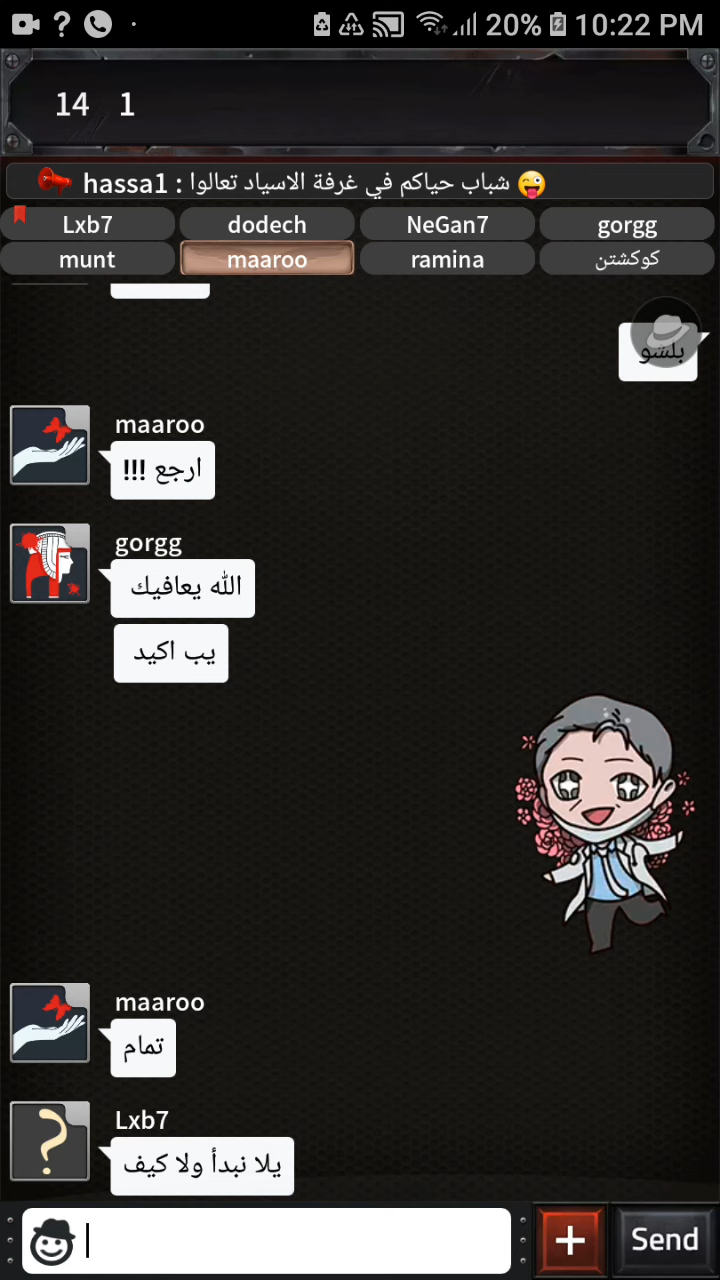 20% 10:22 PM
14 1
hassa1 : شباب حياكم في غرفة الاسياد تعالوا 😜
Lxb7 dodech NeGan7 gorgg
munt maaroo ramina كوكشتن
بلشو
maaroo
ارجع !!!
gorgg
الله يعافيك
يب اكيد
maaroo
تمام
Lxb7
يلا نبدأ ولا كيف
Send